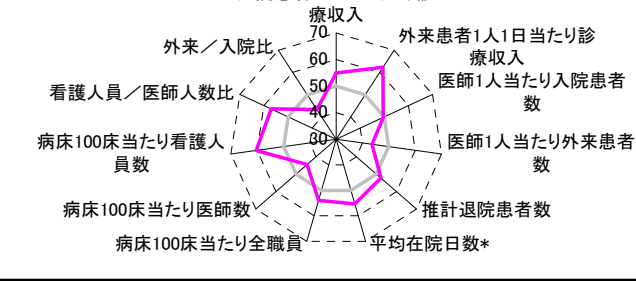 療収入
外来患者1人1日当たり診
療収入
医師1人当たり入院患者
数
医師1人当たり外来患者
数
推計退院患者数
平均在院日数*
病床100床当たり全職員
病床100床当たり医師数
病床100床当たり看護人
員数
看護人員／医師人数比
外来／入院比
70
60
50
40
30